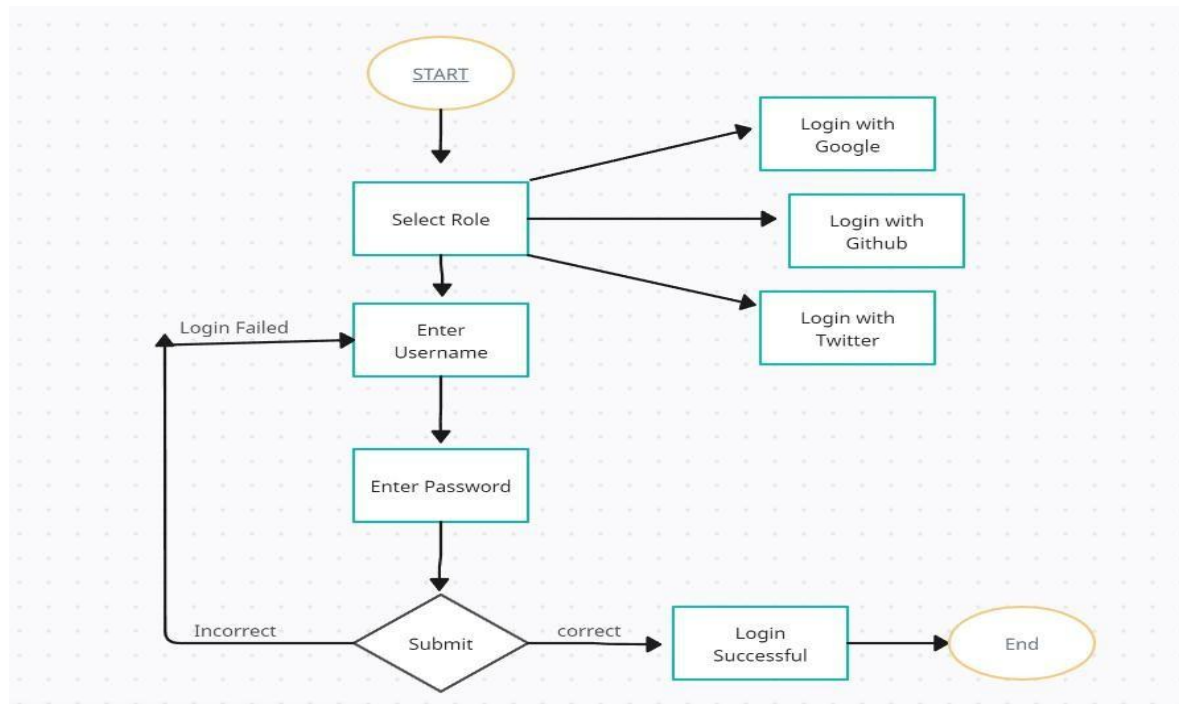 START
Login with
Google
Select Role
Login with
Github
Login with
Twitter
Login Failed
Enter
Username
Enter Password
Incorrect
Submit
correct
Login
Successful
End